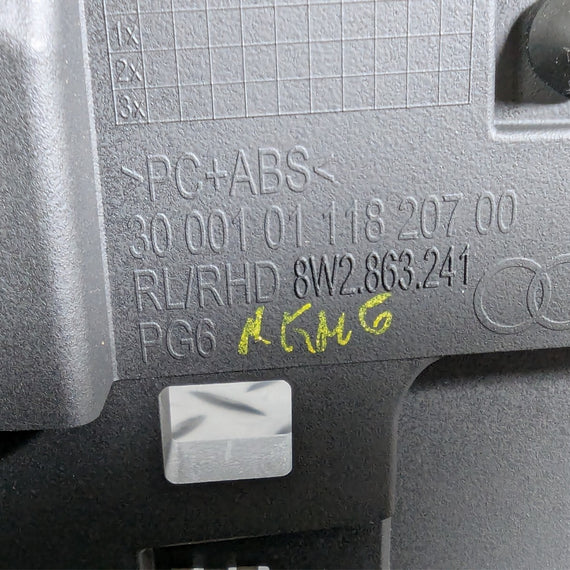 1x
2x
3x
>PC+ABS<
30 001 01 118 207 00
RL/RHD 8W2.863.241
PG6